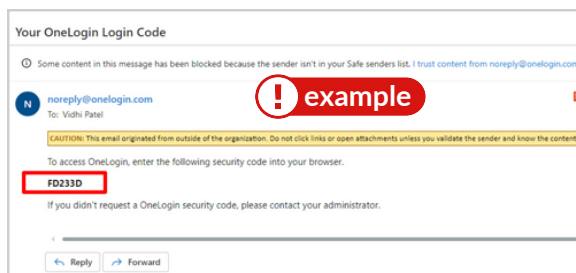 Your OneLogin Login Code
Some content in this message has been blocked because the sender isn't in your Safe senders list. I trust content from noreply@onelogin.com
! example
N
noreply@onelogin.com
To: Vidhi Patel
CAUTION: This email originated from outside of the organization. Do not click links or open attachments unless you validate the sender and know the content
To access OneLogin, enter the following security code into your browser.
FD233D
If you didn't request a OneLogin security code, please contact your administrator.
Reply Forward